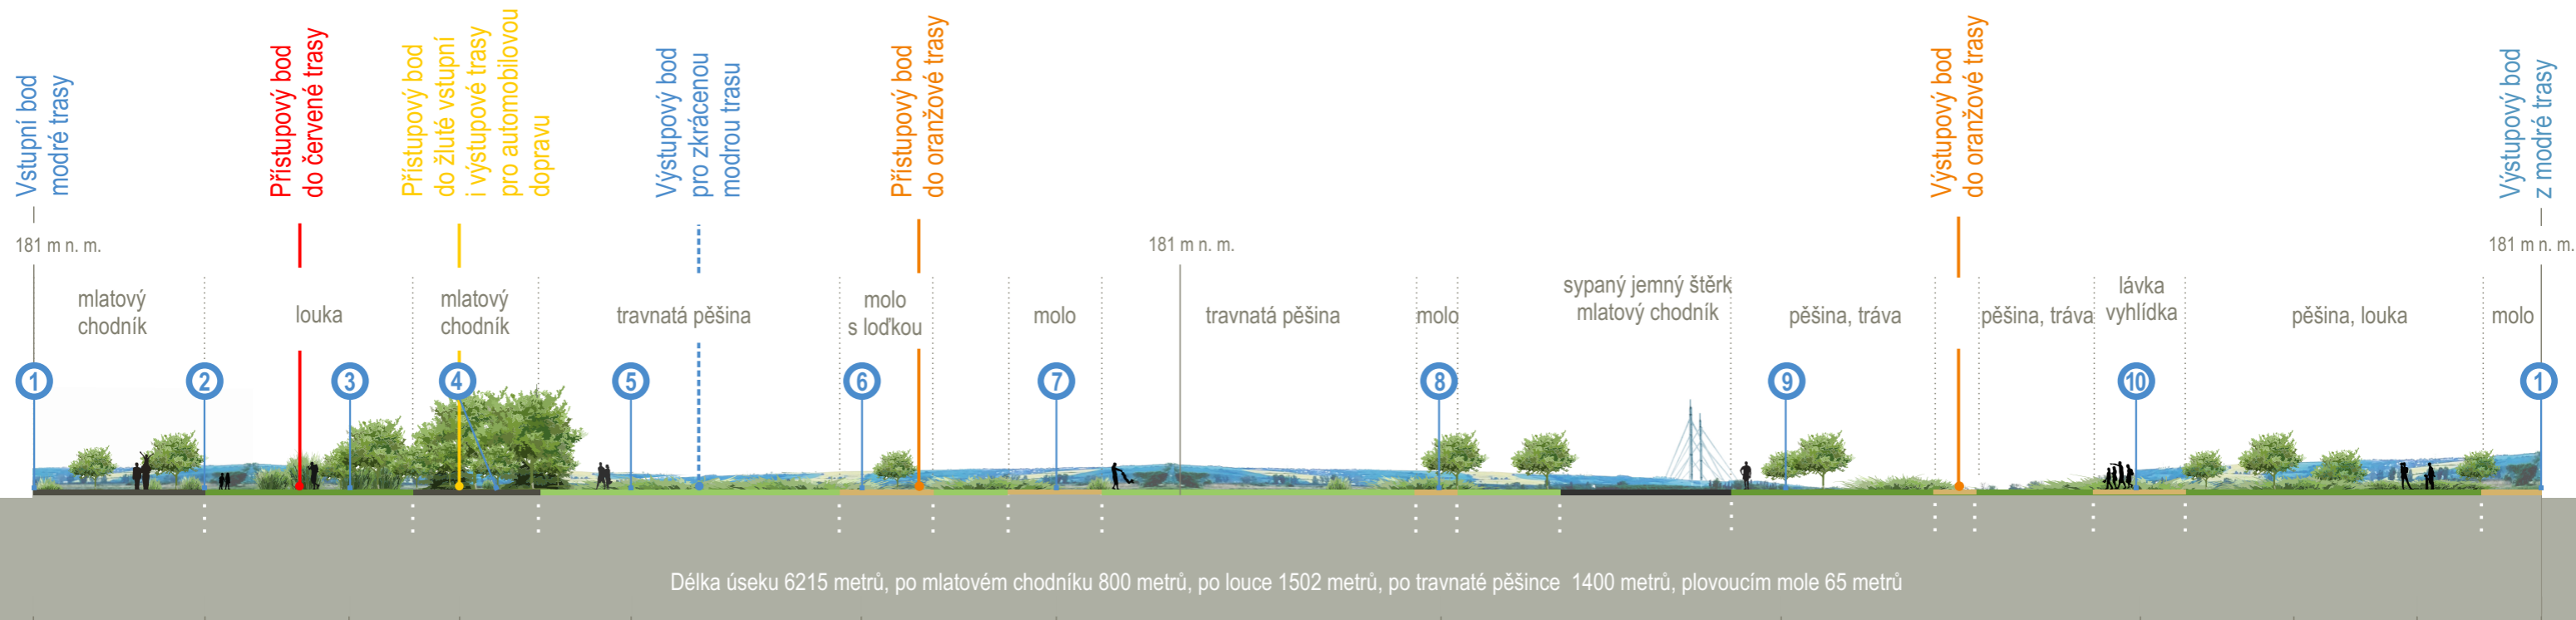 Vstupní bod
modré trasy
Přístupový bod
do červené trasy
Přístupový bod
do žluté vstupní
i výstupové trasy
pro automobilovou
dopravu
Výstupový bod
pro zkrácenou
modrou trasu
Přístupový bod
do oranžové trasy
Výstupový bod
do oranžové trasy
Výstupový bod
z modré trasy
181 m n. m.
181 m n. m.
181 m n. m.
mlatový
chodník
louka
mlatový
chodník
travnatá pěšina
molo
s loďkou
molo
travnatá pěšina
molo
sypaný jemný štěrk
mlatový chodník
pěšina, tráva
pěšina, tráva
lávka
vyhlídka
pěšina, louka
molo
1
2
3
4
5
6
7
8
9
10
1
Délka úseku 6215 metrů, po mlatovém chodníku 800 metrů, po louce 1502 metrů, po travnaté pěšince 1400 metrů, plovoucím mole 65 metrů